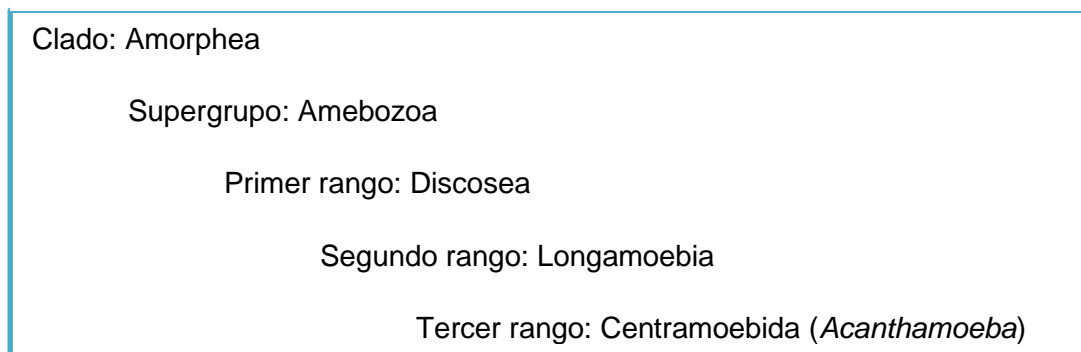 Clado: Amorphea
Supergrupo: Amebozoa
Primer rango: Discosea
Segundo rango: Longamoebia
Tercer rango: Centramoebida (Acanthamoeba)